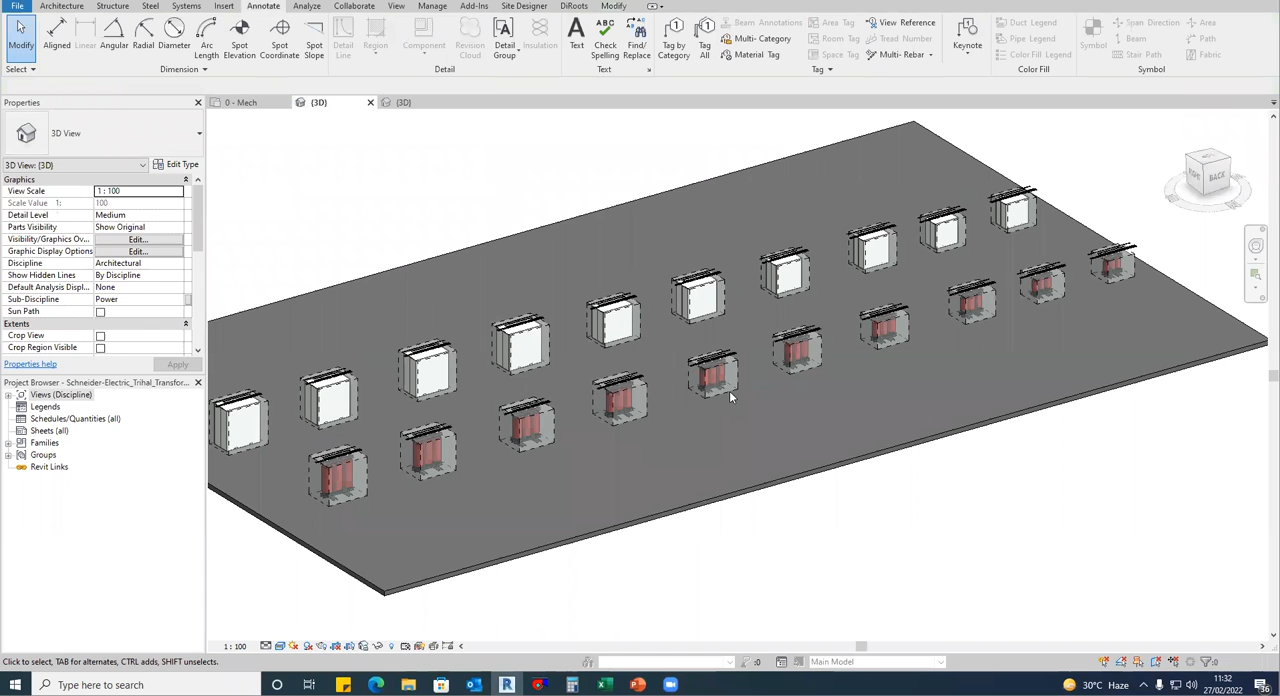 File Architecture Structure Steel Systems Insert Annotate Analyze Collaborate View Manage Add-Ins Site Designer DiRoots Modify
Modify
Aligned
Linear
Angular
Radial
Diameter
Arc Length
Spot Elevation
Spot Coordinate
Spot Slope
Detail Line
Region
Component
Revision Cloud
Detail Group
Insulation
Text
ABC
Check Spelling
Find/ Replace
Tag by Category
Tag All
Beam Annotations
Multi- Category
Material Tag
Area Tag
Room Tag
Space Tag
View Reference
Tread Number
Multi- Rebar
Keynote
Duct Legend
Pipe Legend
Color Fill Legend
Symbol
Span Direction
Beam
Stair Path
Area
Path
Fabric
Select Dimension Detail Text Tag Color Fill Symbol
Properties
0 - Mech
{3D}
{3D}
3D View
3D View: {3D} Edit Type
Graphics
View Scale 1 : 100
Scale Value 1: 100
Detail Level Medium
Parts Visibility Show Original
Visibility/Graphics Ov... Edit...
Graphic Display Options Edit...
Discipline Architectural
Show Hidden Lines By Discipline
Default Analysis Displ... None
Sub-Discipline Power
Sun Path
Extents
Crop View
Crop Region Visible
Properties help Apply
Project Browser - Schneider-Electric_Trihal_Transfor...
Views (Discipline)
Legends
Schedules/Quantities (all)
Sheets (all)
Families
Groups
Revit Links
BACK
1 : 100
Click to select, TAB for alternates, CTRL adds, SHIFT unselects.
:0
Main Model
:0
Type here to search
30°C Haze
11:32
27/02/2022